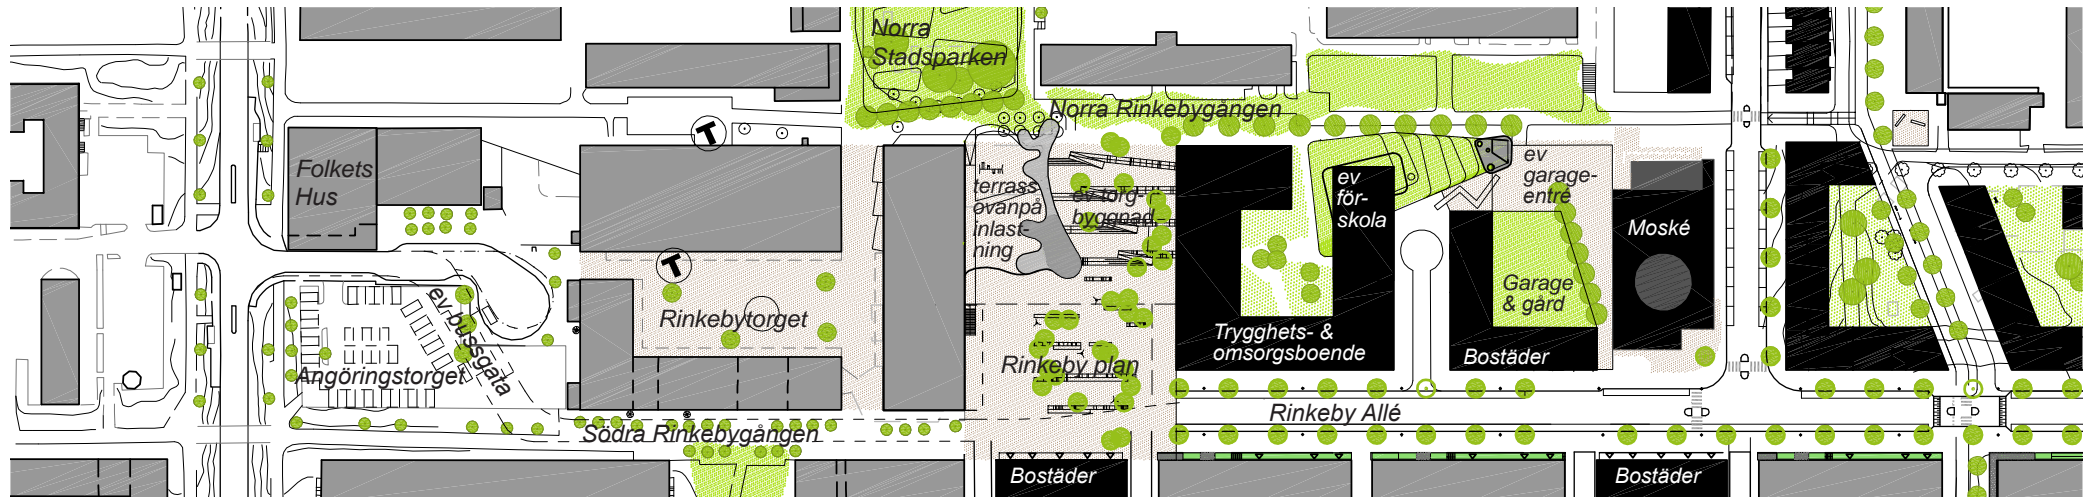 Norra
Stadsparken
Norra Rinkebygången
T
Folkets
Hus
terrass
ovanpå
inlast-
ning
ev torg-
byggnad
ev
för-
skola
ev
garage-
entré
Moské
T
Garage
& gård
ev bussgata
Rinkebytorget
Trygghets- &
omsorgsboende
Bostäder
Angöringstorget
Rinkeby plan
Rinkeby Allé
Södra Rinkebygången
Bostäder
Bostäder